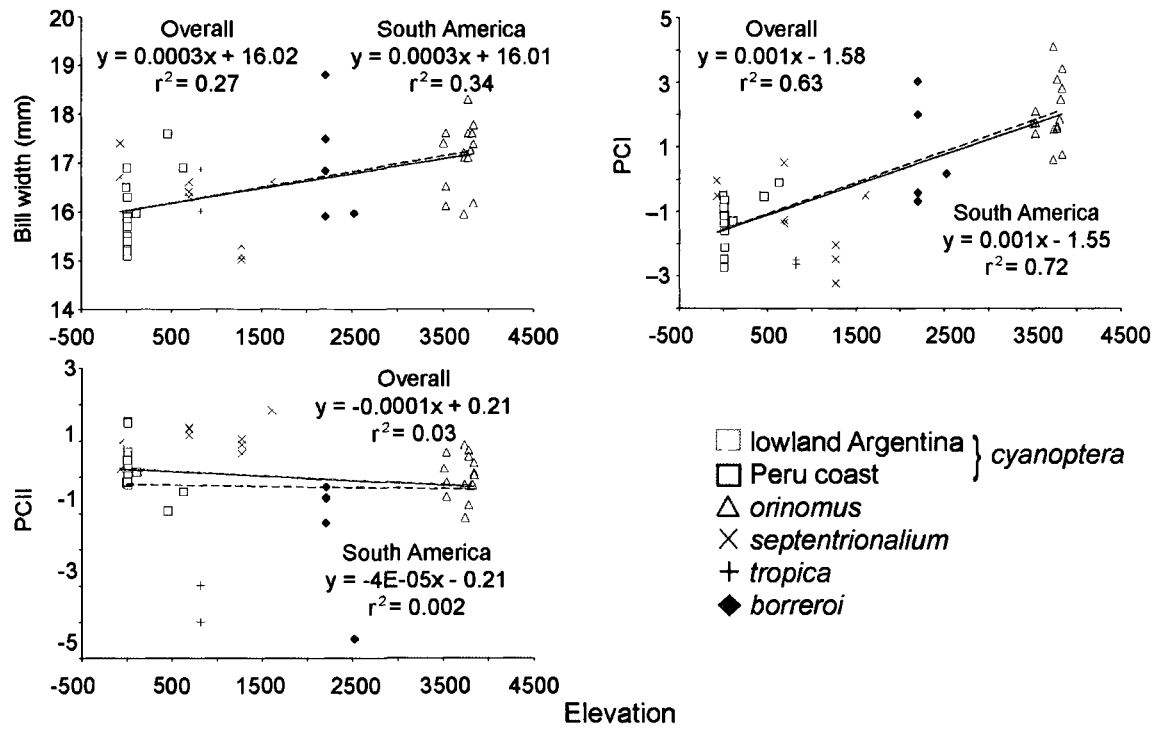 Overall
y = 0.0003x + 16.02
r² = 0.27
South America
y = 0.0003x + 16.01
r² = 0.34
Bill width (mm)
20
19
18
17
16
15
14
-500 500 1500 2500 3500 4500
Overall
y = 0.001x - 1.58
r² = 0.63
South America
y = 0.001x - 1.55
r² = 0.72
PCI
5
3
1
–1
–3
-500 500 1500 2500 3500 4500
Overall
y = -0.0001x + 0.21
r² = 0.03
South America
y = -4E-05x - 0.21
r² = 0.002
PCII
3
1
-1
-3
-5
-500 500 1500 2500 3500 4500
Elevation
lowland Argentina
Peru coast
cyanoptera
orinomus
septentrionalium
tropica
borreroi